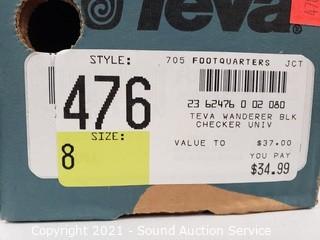 Teva®
STYLE: 705 FOOTQUARTERS JCT
476
23 62476 0 02 080
TEVA WANDERER BLK
CHECKER UNIV
SIZE:
8
VALUE TO $37.00
YOU PAY
$34.99
Copyright 2021 - Sound Auction Service